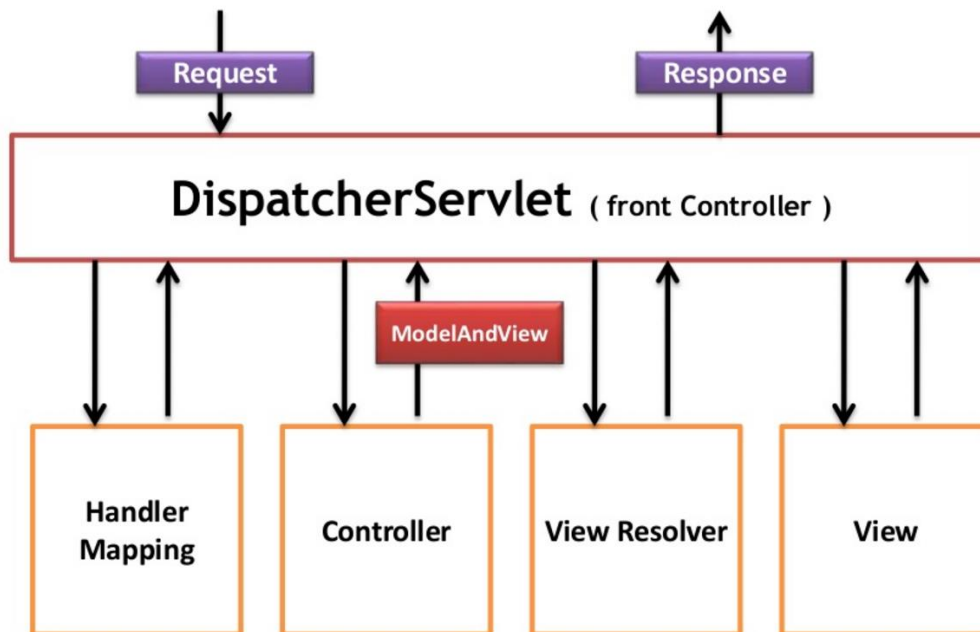 Request
Response
DispatcherServlet ( front Controller )
ModelAndView
Handler
Mapping
Controller
View Resolver
View